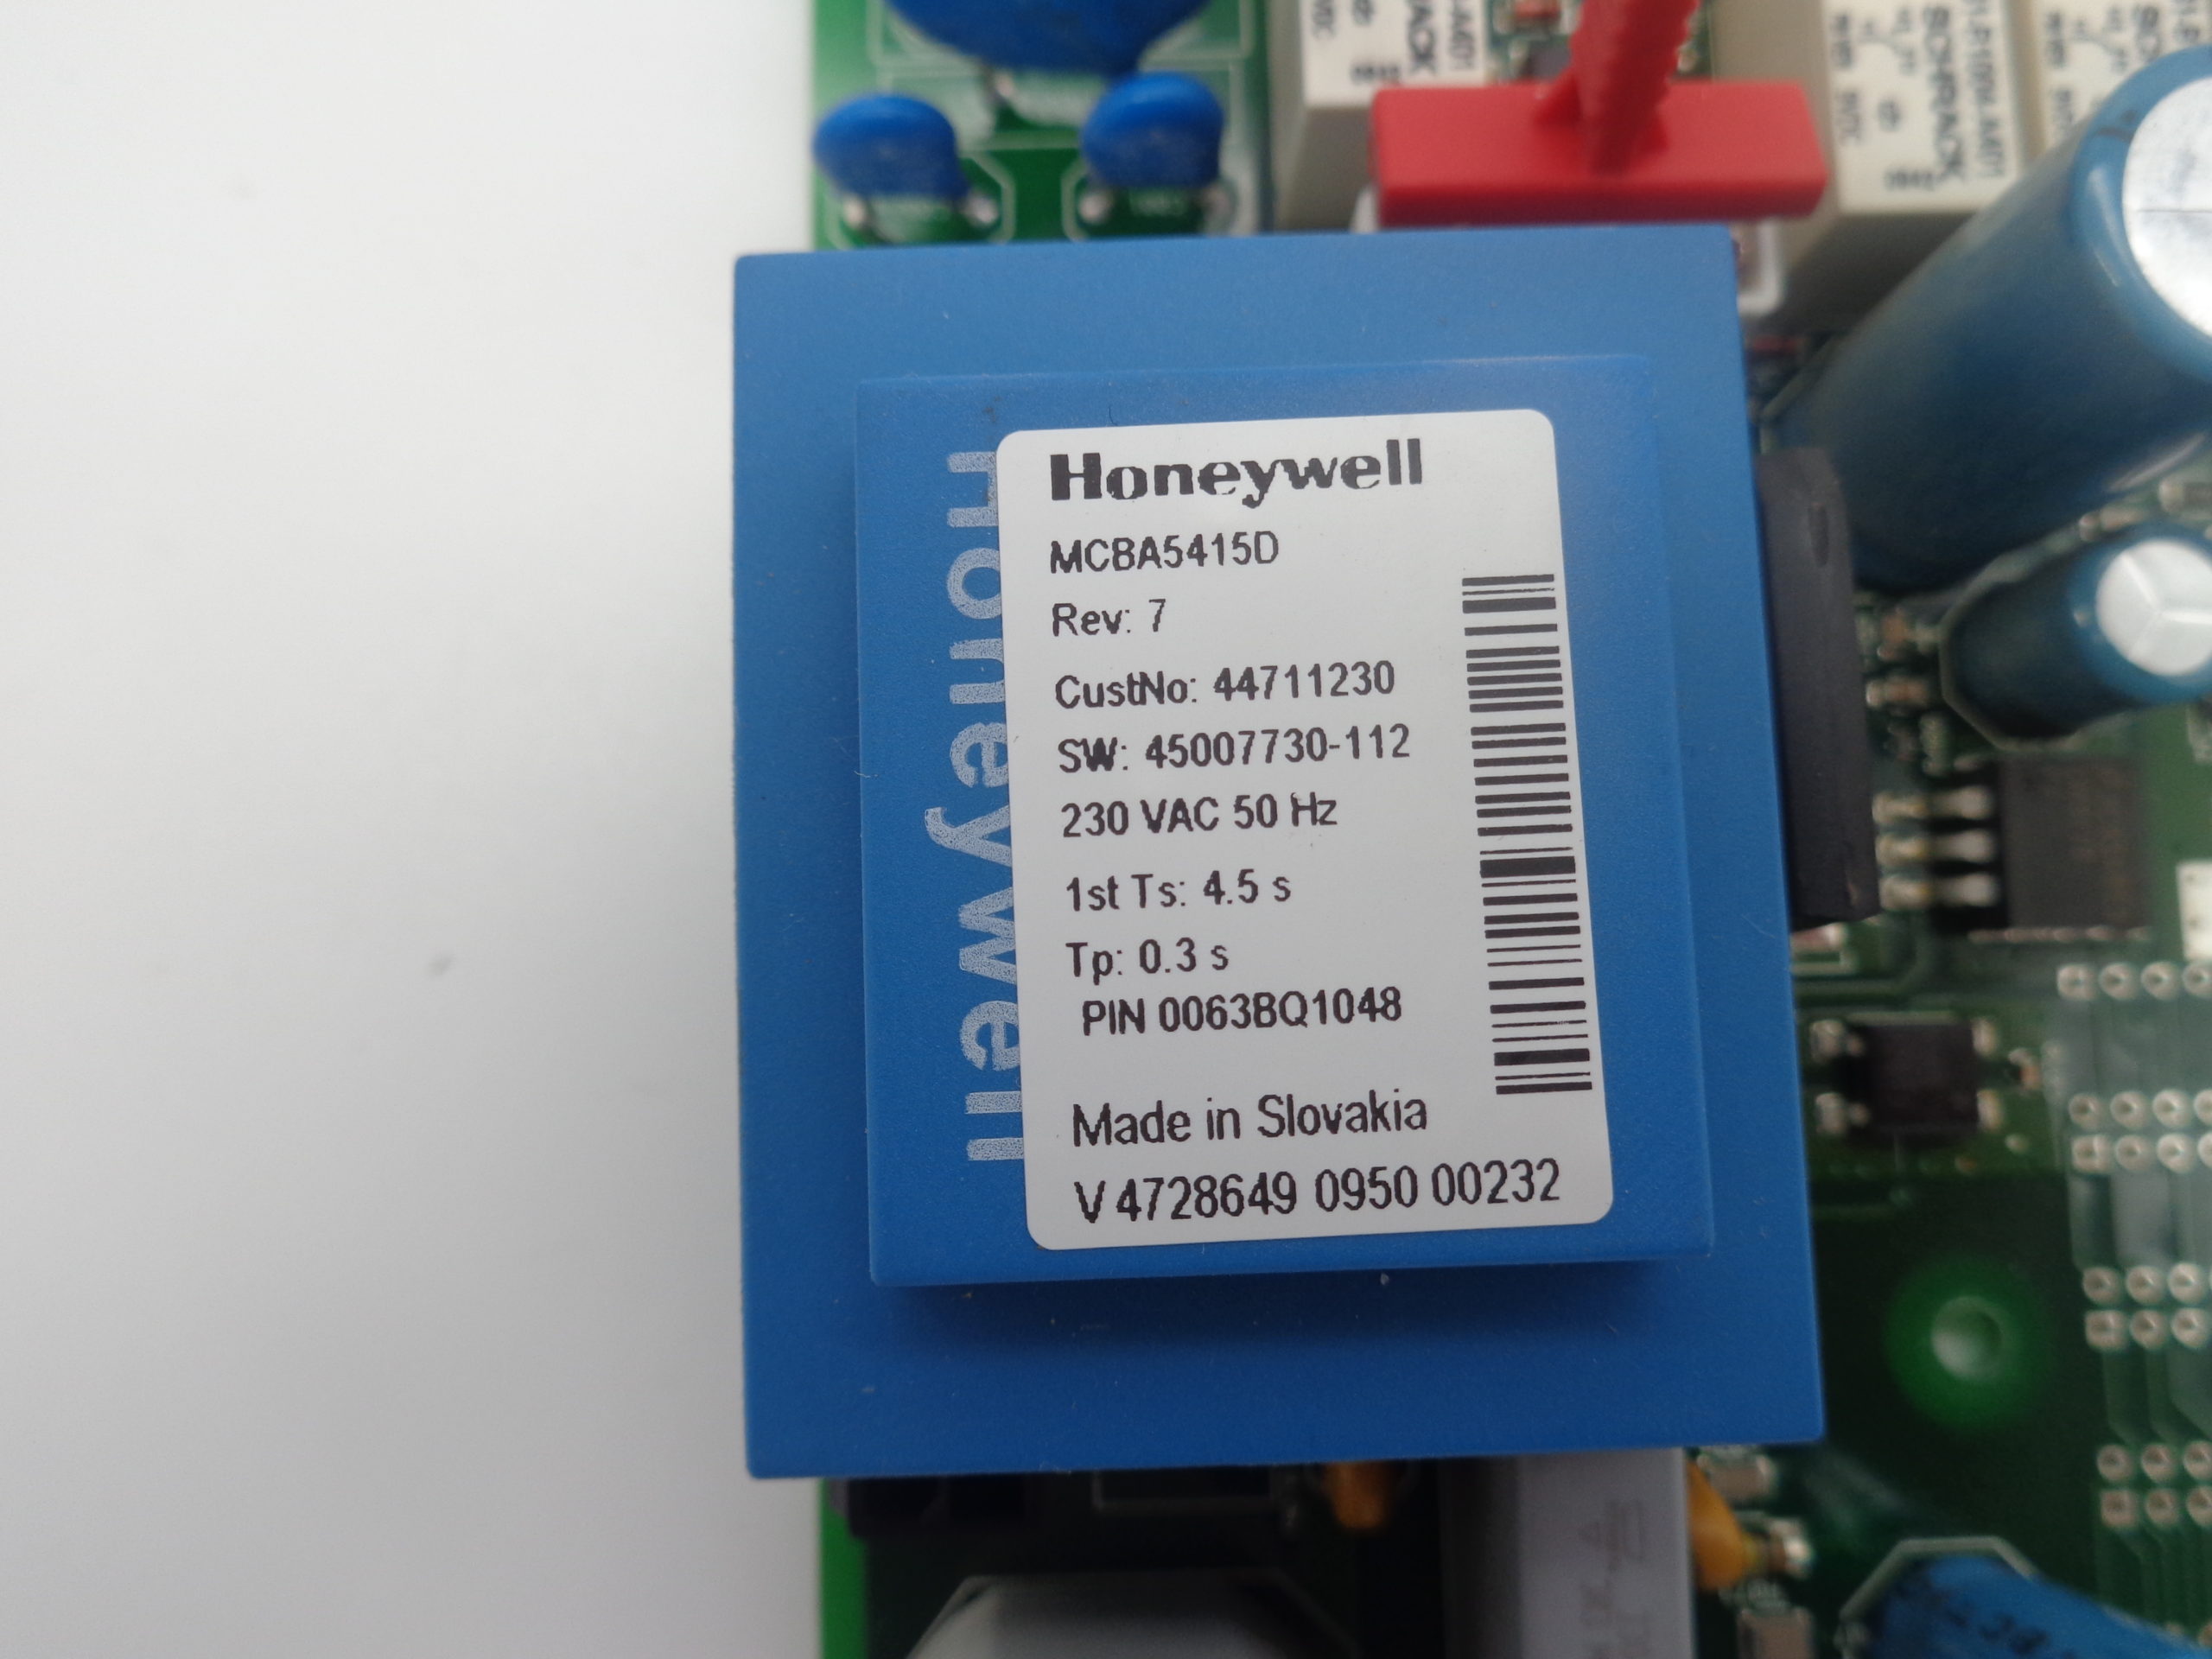 Honeywell
MCBA5415D
Rev: 7
CustNo: 44711230
SW: 45007730-112
230 VAC 50 Hz
1st Ts: 4.5 s
Tp: 0.3 s
PIN 0063BQ1048
Made in Slovakia
V 4728649 0950 00232
Honeywell
SCHRACK